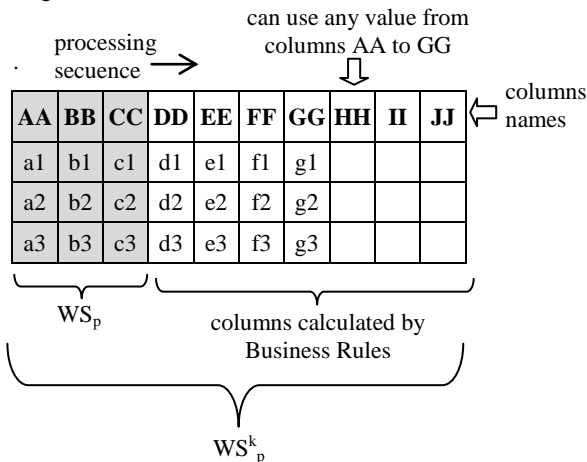 can use any value from
columns AA to GG
processing
secuence
.
columns
names
AA BB CC DD EE FF GG HH II JJ
a1 b1 c1 d1 e1 f1 g1
a2 b2 c2 d2 e2 f2 g2
a3 b3 c3 d3 e3 f3 g3
WSp
columns calculated by
Business Rules
WSkp